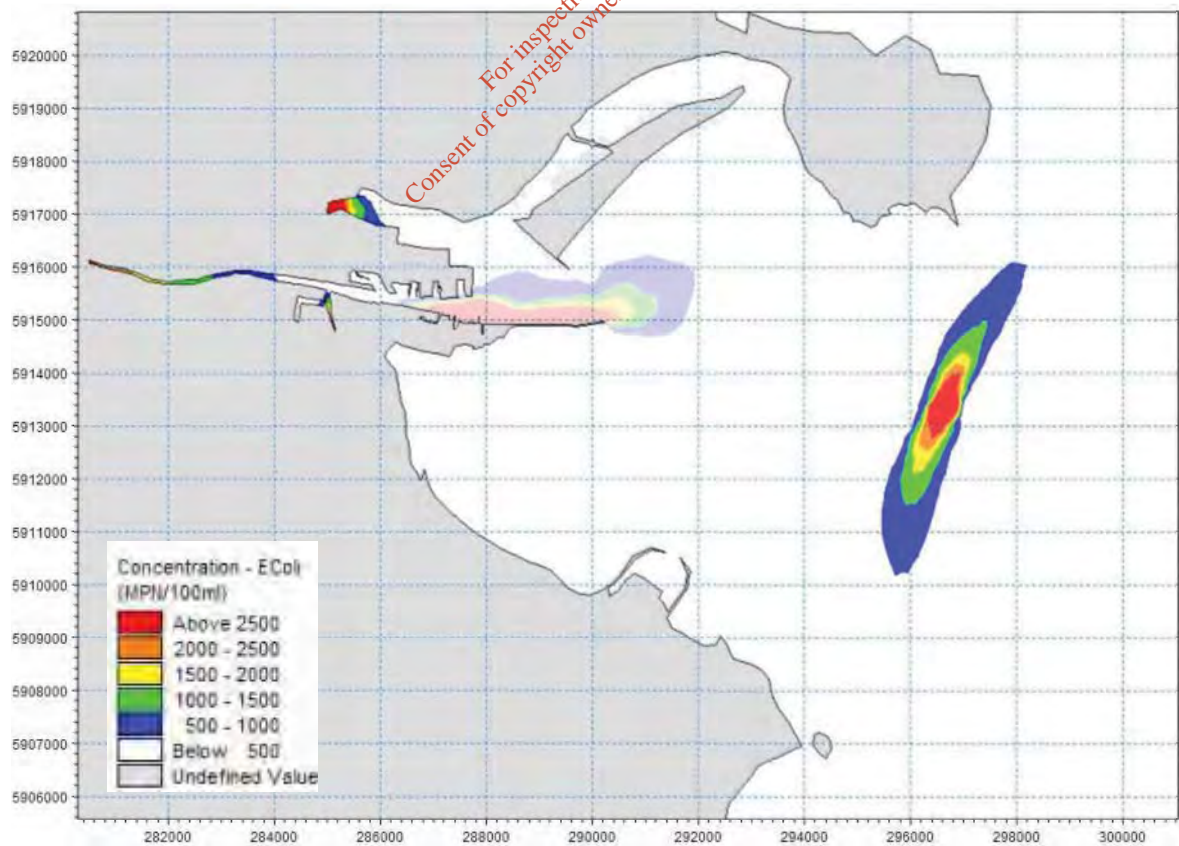 For inspecti
Consent of copyright owne
5920000
5919000
5918000
5917000
5916000
5915000
5914000
5913000
5912000
5911000
5910000
5909000
5908000
5907000
5906000
Concentration - EColi
(MPN/100ml)
Above 2500
2000 - 2500
1500 - 2000
1000 - 1500
500 - 1000
Below 500
Undefined Value
282000 284000 286000 288000 290000 292000 294000 296000 298000 300000